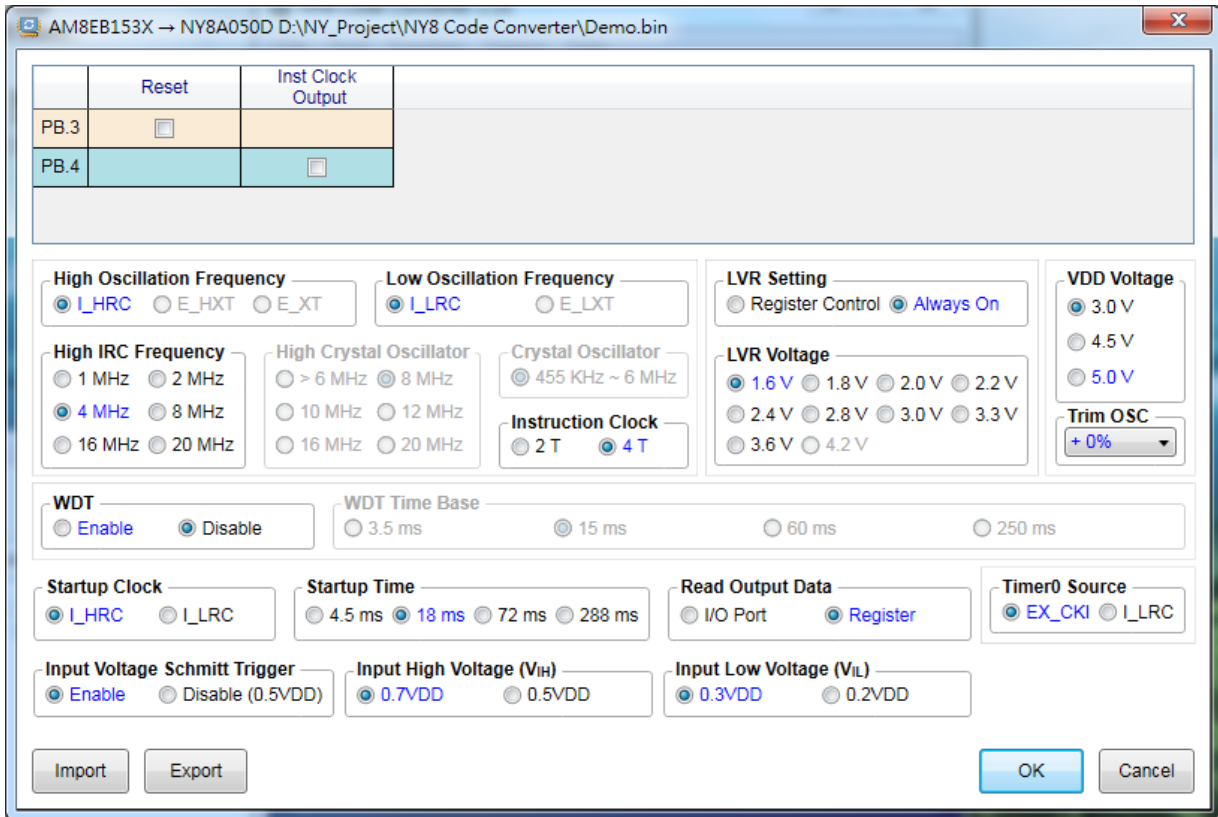 AM8EB153X → NY8A050D D:\NY_Project\NY8 Code Converter\Demo.bin
Reset
Inst Clock
Output
PB.3
PB.4
High Oscillation Frequency
I_HRC E_HXT E_XT
Low Oscillation Frequency
I_LRC E_LXT
LVR Setting
Register Control Always On
VDD Voltage
3.0 V
4.5 V
5.0 V
High IRC Frequency
1 MHz 2 MHz
4 MHz 8 MHz
16 MHz 20 MHz
High Crystal Oscillator
> 6 MHz 8 MHz
10 MHz 12 MHz
16 MHz 20 MHz
Crystal Oscillator
455 KHz ~ 6 MHz
Instruction Clock
2 T 4 T
LVR Voltage
1.6 V 1.8 V 2.0 V 2.2 V
2.4 V 2.8 V 3.0 V 3.3 V
3.6 V 4.2 V
Trim OSC
+ 0%
WDT
Enable Disable
WDT Time Base
3.5 ms 15 ms 60 ms 250 ms
Startup Clock
I_HRC I_LRC
Startup Time
4.5 ms 18 ms 72 ms 288 ms
Read Output Data
I/O Port Register
Timer0 Source
EX_CKI I_LRC
Input Voltage Schmitt Trigger
Enable Disable (0.5VDD)
Input High Voltage (VIH)
0.7VDD 0.5VDD
Input Low Voltage (VIL)
0.3VDD 0.2VDD
Import Export OK Cancel